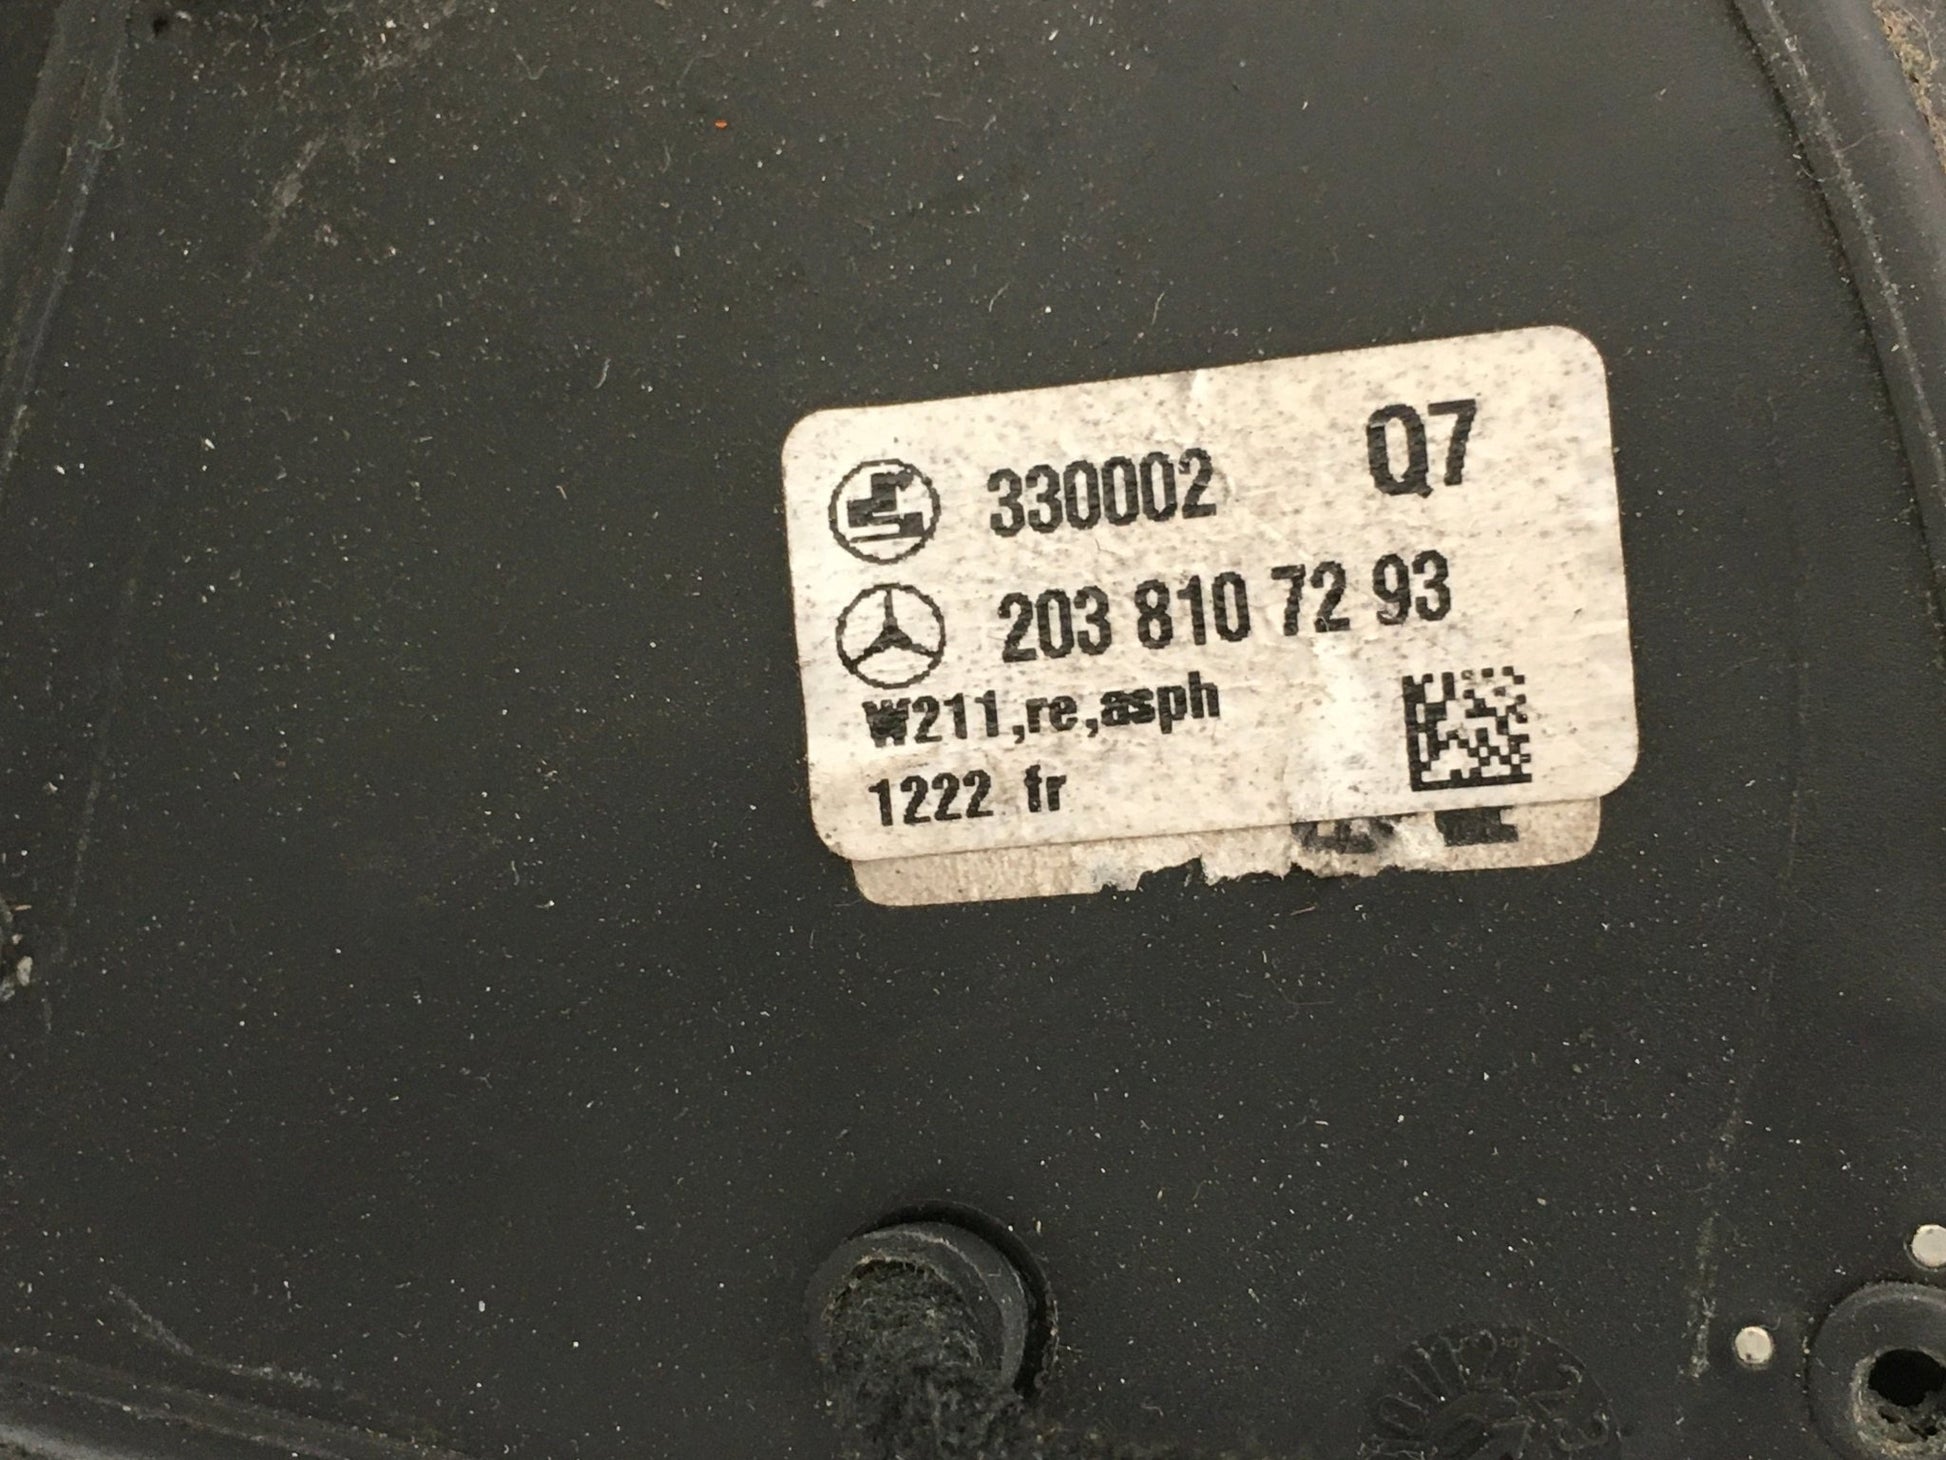 330002 Q7
203 810 72 93
W211,re,asph
1222 fr